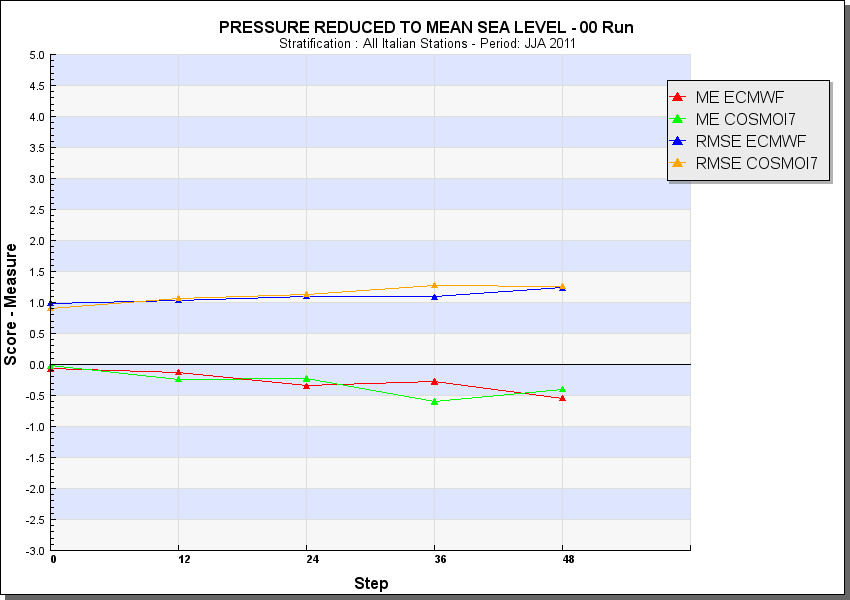 PRESSURE REDUCED TO MEAN SEA LEVEL - 00 Run
Stratification : All Italian Stations - Period: JJA 2011
5.0
4.5
4.0
3.5
3.0
2.5
2.0
1.5
1.0
0.5
0.0
-0.5
-1.0
-1.5
-2.0
-2.5
-3.0
Score - Measure
ME ECMWF
ME COSMOI7
RMSE ECMWF
RMSE COSMOI7
0 12 24 36 48
Step